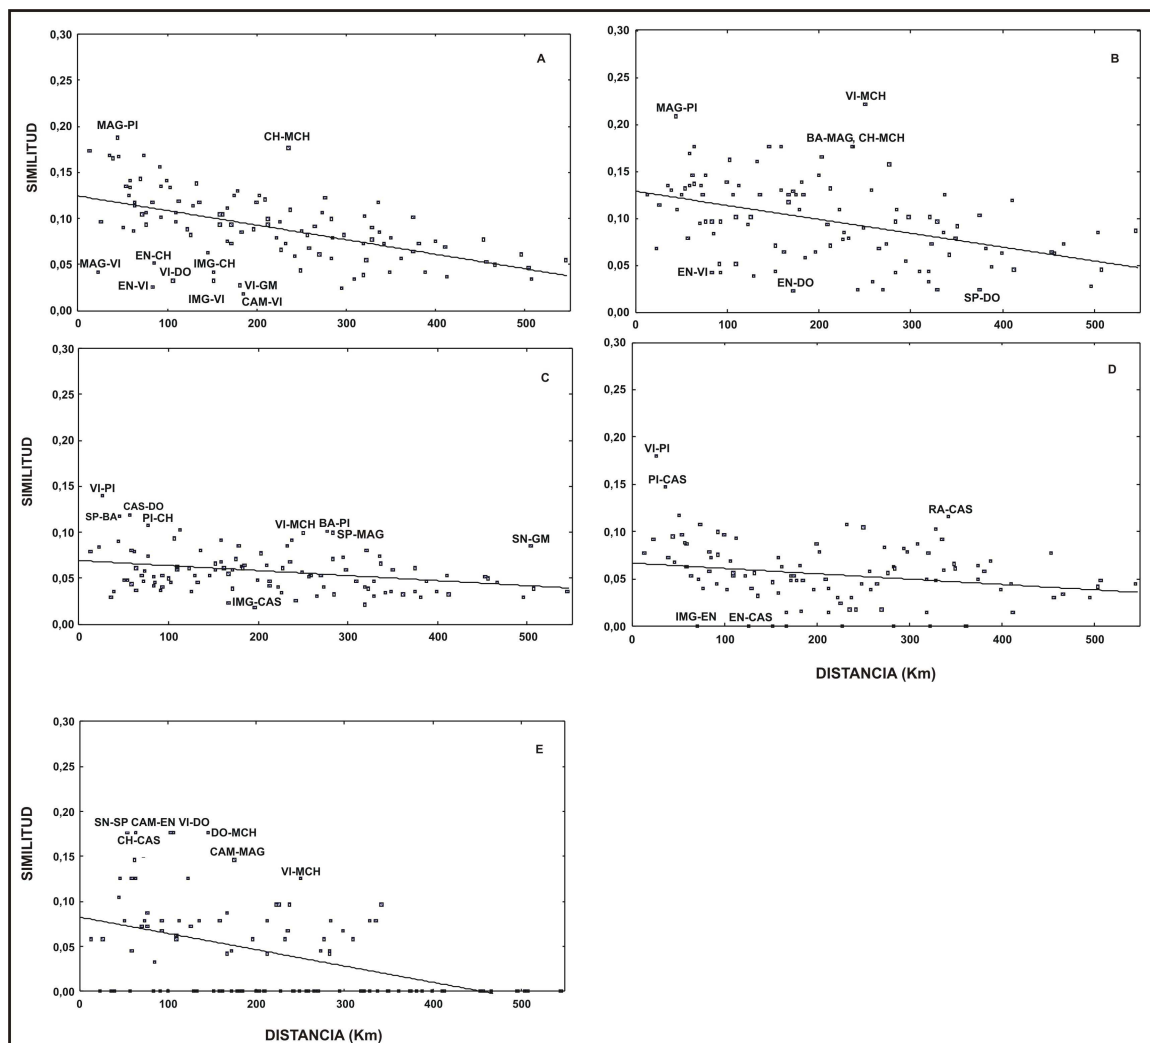 0,30
A
0,25
0,20
MAG-PI
CH-MCH
SIMILITUD
0,15
0,10
0,05
EN-CH
MAG-VI
VI-DO
IMG-CH
EN-VI
IMG-VI
VI-GM
CAM-VI
0,00
0 100 200 300 400 500
0,30
B
0,25
VI-MCH
MAG-PI
0,20
BA-MAG, CH-MCH
0,15
0,10
0,05
EN-VI
EN-DO
SP-DO
0,00
0 100 200 300 400 500
0,30
C
0,25
0,20
SIMILITUD
0,15
VI-PI
CAS-DO
SP-BA
PI-CH
VI-MCH
BA-PI
SP-MAG
0,10
SN-GM
0,05
IMG-CAS
0,00
0 100 200 300 400 500
0,30
D
0,25
0,20
VI-PI
0,15
PI-CAS
RA-CAS
0,10
0,05
IMG-EN
EN-CAS
0,00
0 100 200 300 400 500
DISTANCIA (Km)
0,30
E
0,25
0,20
SIMILITUD
SN-SP CAM-EN VI-DO
DO-MCH
CH-CAS
CAM-MAG
0,15
VI-MCH
0,10
0,05
0,00
0 100 200 300 400 500
DISTANCIA (Km)